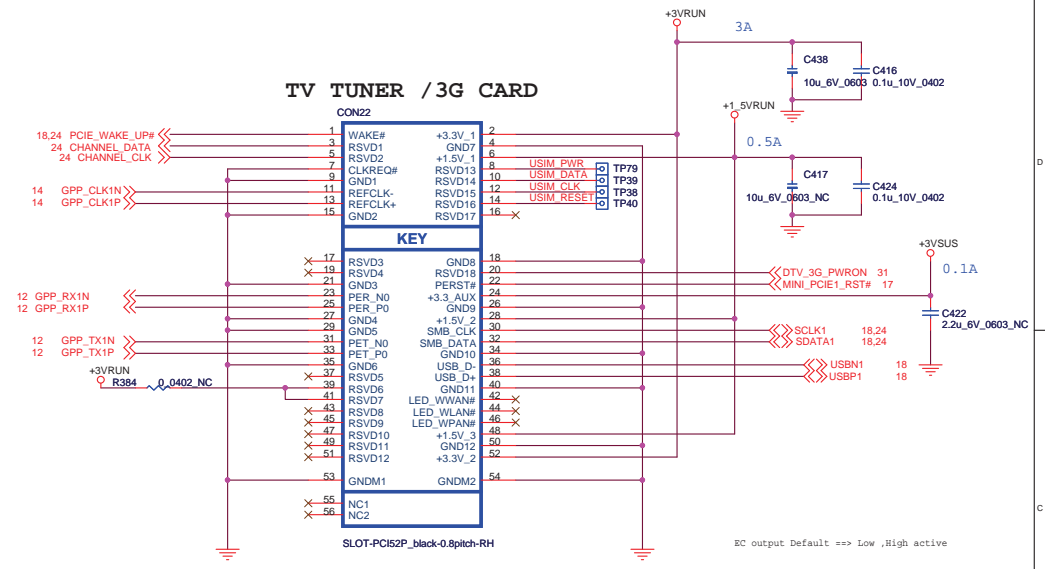 +3VRUN
3A
C438
10u_6V_0603
C416
0.1u_10V_0402
TV TUNER /3G CARD
CON22
+1_5VRUN
0.5A
C417
10u_6V_0603_NC
C424
0.1u_10V_0402
18,24 PCIE_WAKE_UP# 1 WAKE# +3.3V_1 2
24 CHANNEL_DATA 3 RSVD1 GND7 4
24 CHANNEL_CLK 5 RSVD2 +1.5V_1 6
7 CLKREQ# RSVD13 8 USIM_PWR TP79
9 GND1 RSVD14 10 USIM_DATA TP39
14 GPP_CLK1N 11 REFCLK- RSVD15 12 USIM_CLK TP38
14 GPP_CLK1P 13 REFCLK+ RSVD16 14 USIM_RESET TP40
15 GND2 RSVD17 16
KEY
17 RSVD3 GND8 18
19 RSVD4 RSVD18 20 DTV_3G_PWRON 31
21 GND3 PERST# 22 MINI_PCIE1_RST# 17
12 GPP_RX1N 23 PER_N0 +3.3_AUX 24
12 GPP_RX1P 25 PER_P0 GND9 26
27 GND4 +1.5V_2 28
29 GND5 SMB_CLK 30 SCLK1 18,24
12 GPP_TX1N 31 PET_N0 SMB_DATA 32 SDATA1 18,24
12 GPP_TX1P 33 PET_P0 GND10 34
35 GND6 USB_D- 36 USBN1 18
37 RSVD5 USB_D+ 38 USBP1 18
+3VRUN
R384 0_0402_NC 39 RSVD6 GND11 40
41 RSVD7 LED_WWAN# 42
43 RSVD8 LED_WLAN# 44
45 RSVD9 LED_WPAN# 46
47 RSVD10 +1.5V_3 48
49 RSVD11 GND12 50
51 RSVD12 +3.3V_2 52
53 GNDM1 GNDM2 54
55 NC1
56 NC2
SLOT-PCI52P_black-0.8pitch-RH
+3VSUS
0.1A
C422
2.2u_6V_0603_NC
EC output Default ==> Low ,High active
D
C